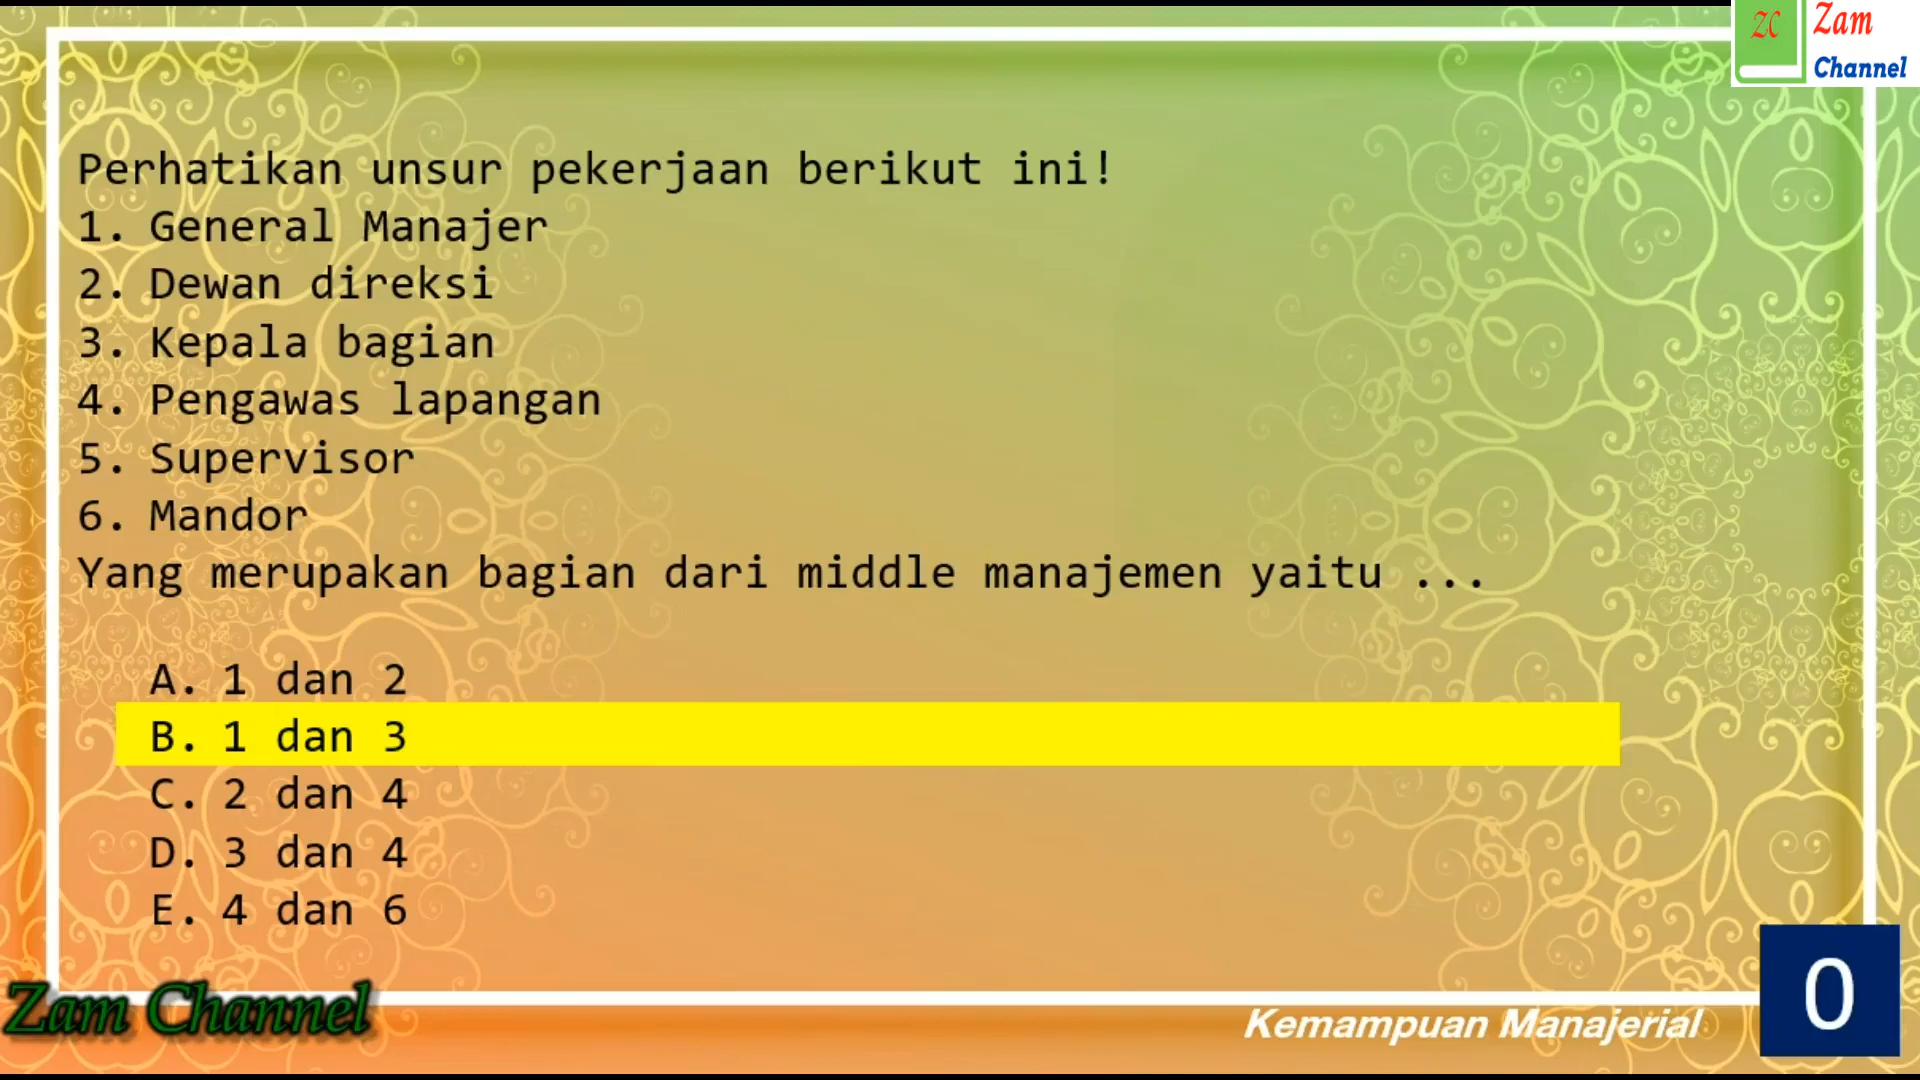 ZC Zam
Channel
Perhatikan unsur pekerjaan berikut ini!
1. General Manajer
2. Dewan direksi
3. Kepala bagian
4. Pengawas lapangan
5. Supervisor
6. Mandor
Yang merupakan bagian dari middle manajemen yaitu ...
A. 1 dan 2
B. 1 dan 3
C. 2 dan 4
D. 3 dan 4
E. 4 dan 6
Zam Channel
Kemampuan Manajerial
0